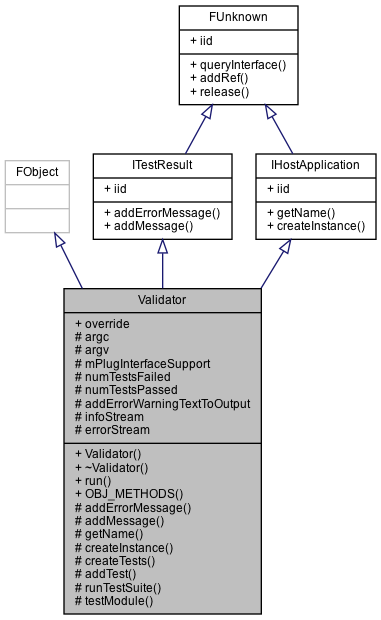 FUnknown
+ iid
+ queryInterface()
+ addRef()
+ release()
FObject
ITestResult
+ iid
+ addErrorMessage()
+ addMessage()
IHostApplication
+ iid
+ getName()
+ createInstance()
Validator
+ override
# argc
# argv
# mPlugInterfaceSupport
# numTestsFailed
# numTestsPassed
# addErrorWarningTextToOutput
# infoStream
# errorStream
+ Validator()
+ ~Validator()
+ run()
+ OBJ_METHODS()
# addErrorMessage()
# addMessage()
# getName()
# createInstance()
# createTests()
# addTest()
# runTestSuite()
# testModule()